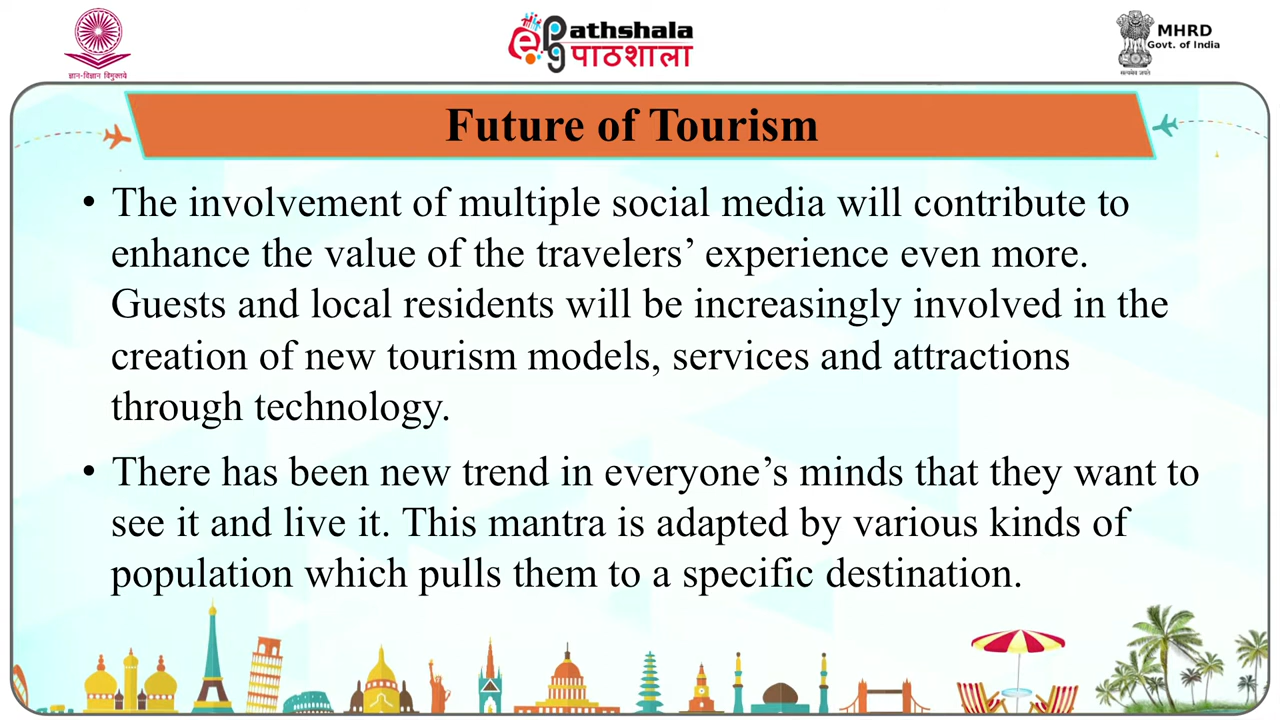 ज्ञान-विज्ञान विमुक्तये
Pathshala
पाठशाला
MHRD
Govt. of India
सत्यमेव जयते
Future of Tourism
• The involvement of multiple social media will contribute to
enhance the value of the travelers’ experience even more.
Guests and local residents will be increasingly involved in the
creation of new tourism models, services and attractions
through technology.
• There has been new trend in everyone’s minds that they want to
see it and live it. This mantra is adapted by various kinds of
population which pulls them to a specific destination.